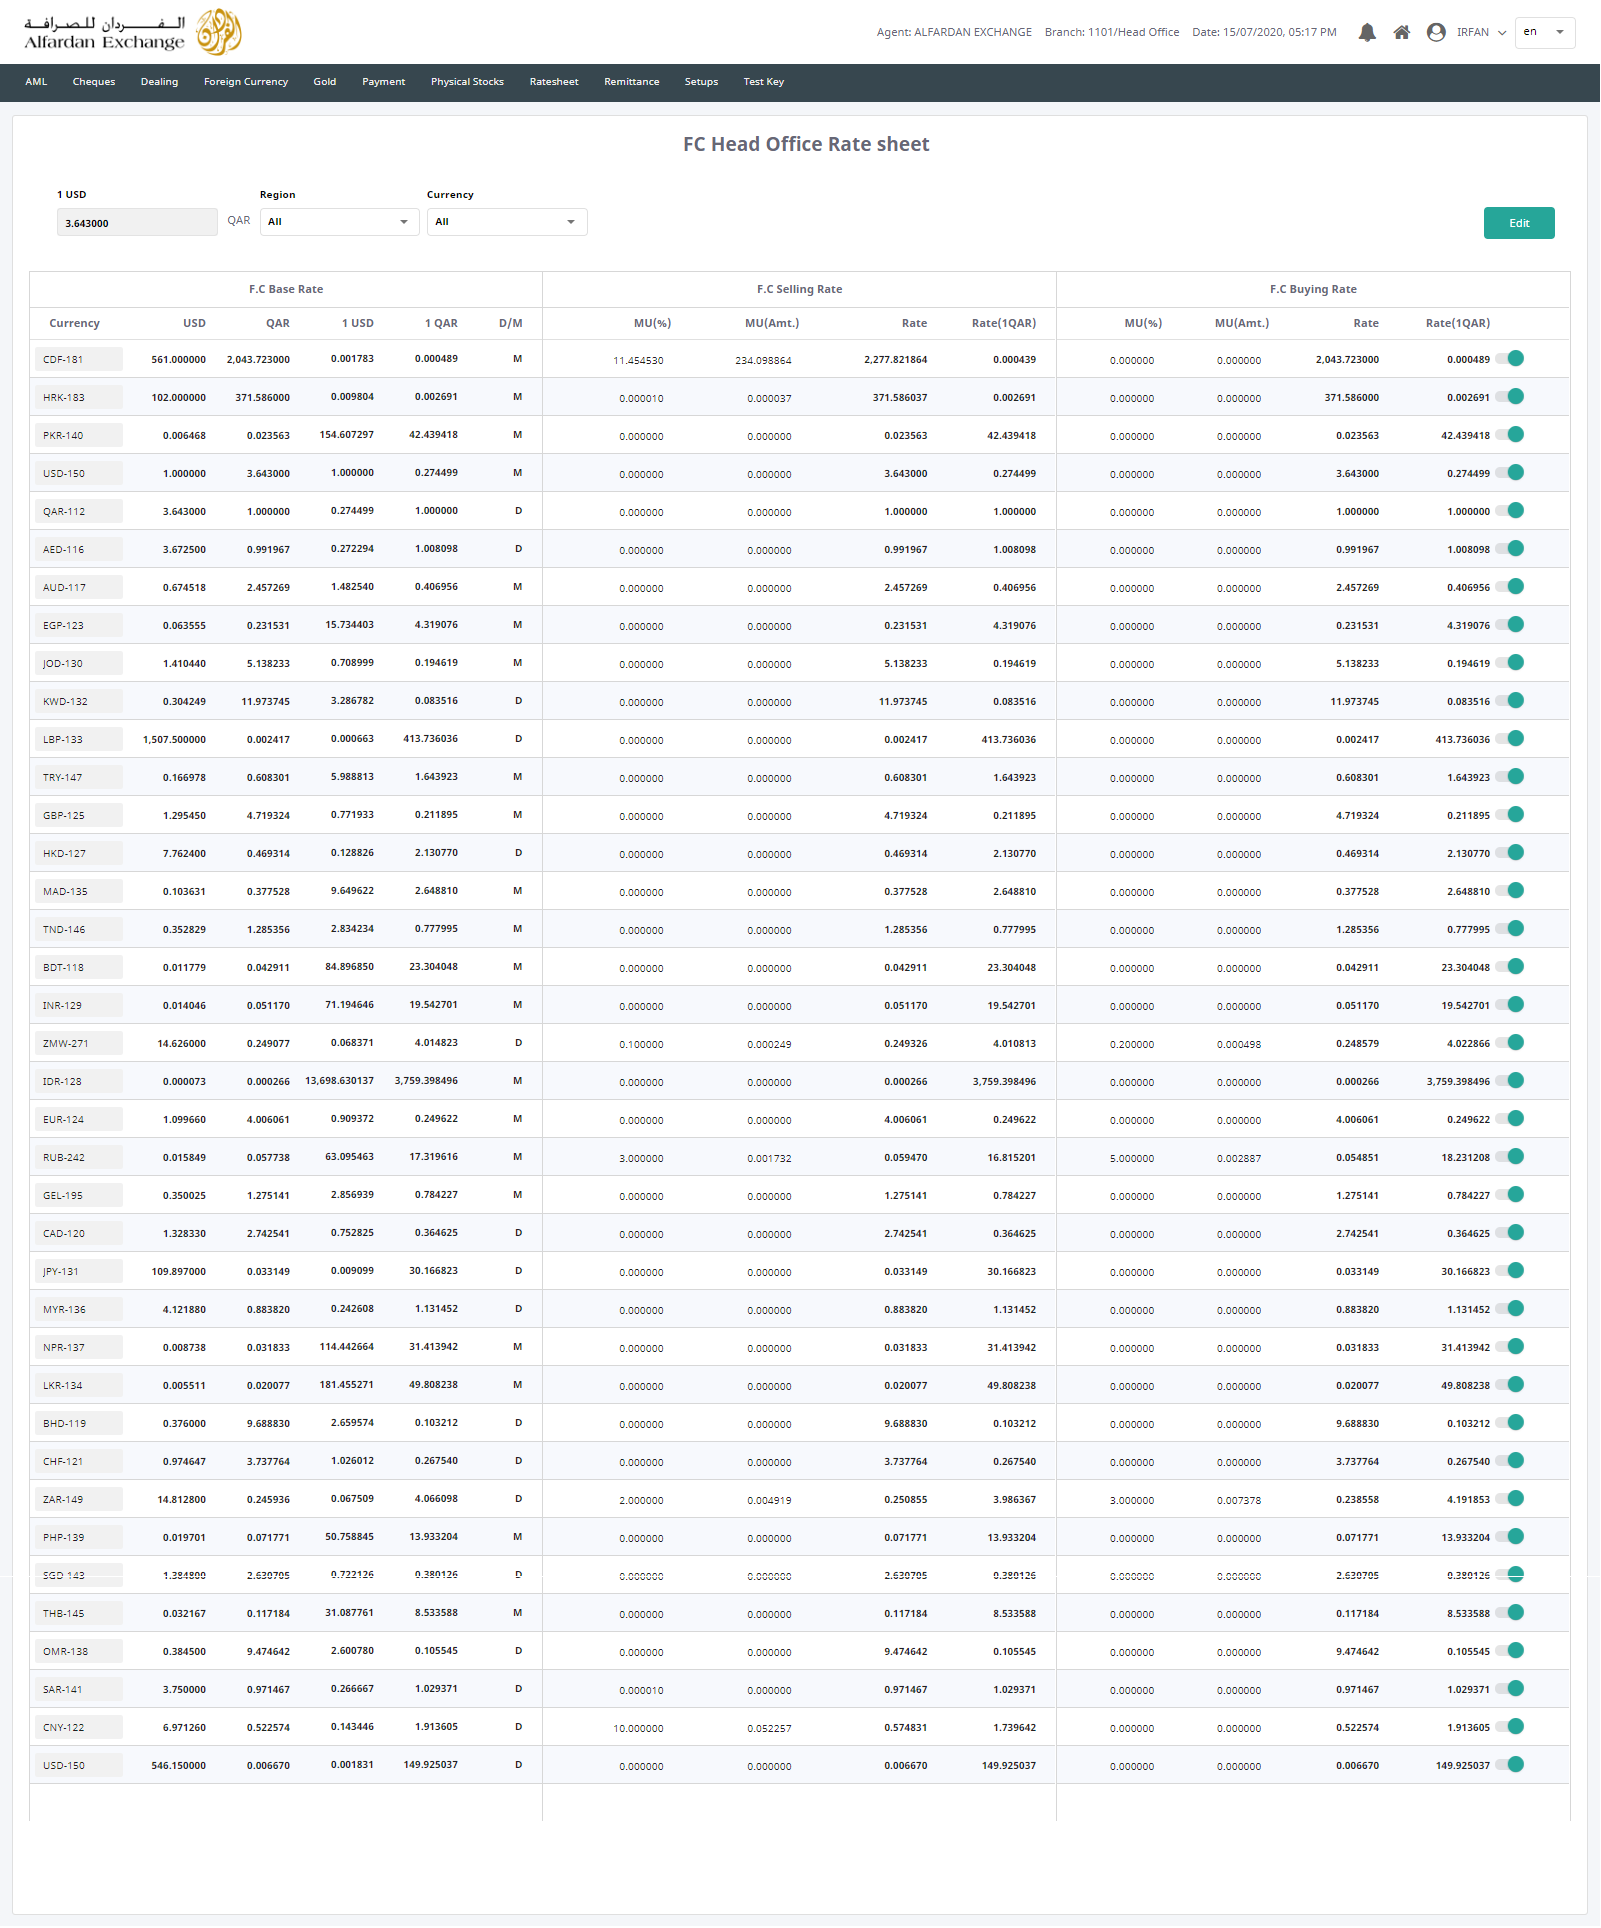 الـفـردان للصرافة
Alfardan Exchange
Agent: ALFARDAN EXCHANGE Branch: 1101/Head Office Date: 15/07/2020, 05:17 PM IRFAN en
AML Cheques Dealing Foreign Currency Gold Payment Physical Stocks Ratesheet Remittance Setups Test Key
FC Head Office Rate sheet
1 USD Region Currency
3.643000 QAR All All Edit
F.C Base Rate F.C Selling Rate F.C Buying Rate
Currency USD QAR 1 USD 1 QAR D/M MU(%) MU(Amt.) Rate Rate(1QAR) MU(%) MU(Amt.) Rate Rate(1QAR)
CDF-181 561.000000 2,043.723000 0.001783 0.000489 M 11.454530 234.098864 2,277.821864 0.000439 0.000000 0.000000 2,043.723000 0.000489
HRK-183 102.000000 371.586000 0.009804 0.002691 M 0.000010 0.000037 371.586037 0.002691 0.000000 0.000000 371.586000 0.002691
PKR-140 0.006468 0.023563 154.607297 42.439418 M 0.000000 0.000000 0.023563 42.439418 0.000000 0.000000 0.023563 42.439418
USD-150 1.000000 3.643000 1.000000 0.274499 M 0.000000 0.000000 3.643000 0.274499 0.000000 0.000000 3.643000 0.274499
QAR-112 3.643000 1.000000 0.274499 1.000000 D 0.000000 0.000000 1.000000 1.000000 0.000000 0.000000 1.000000 1.000000
AED-116 3.672500 0.991967 0.272294 1.008098 D 0.000000 0.000000 0.991967 1.008098 0.000000 0.000000 0.991967 1.008098
AUD-117 0.674518 2.457269 1.482540 0.406956 M 0.000000 0.000000 2.457269 0.406956 0.000000 0.000000 2.457269 0.406956
EGP-123 0.063555 0.231531 15.734403 4.319076 M 0.000000 0.000000 0.231531 4.319076 0.000000 0.000000 0.231531 4.319076
JOD-130 1.410440 5.138233 0.708999 0.194619 M 0.000000 0.000000 5.138233 0.194619 0.000000 0.000000 5.138233 0.194619
KWD-132 0.304249 11.973745 3.286782 0.083516 D 0.000000 0.000000 11.973745 0.083516 0.000000 0.000000 11.973745 0.083516
LBP-133 1,507.500000 0.002417 0.000663 413.736036 D 0.000000 0.000000 0.002417 413.736036 0.000000 0.000000 0.002417 413.736036
TRY-147 0.166978 0.608301 5.988813 1.643923 M 0.000000 0.000000 0.608301 1.643923 0.000000 0.000000 0.608301 1.643923
GBP-125 1.295450 4.719324 0.771933 0.211895 M 0.000000 0.000000 4.719324 0.211895 0.000000 0.000000 4.719324 0.211895
HKD-127 7.762400 0.469314 0.128826 2.130770 D 0.000000 0.000000 0.469314 2.130770 0.000000 0.000000 0.469314 2.130770
MAD-135 0.103631 0.377528 9.649622 2.648810 M 0.000000 0.000000 0.377528 2.648810 0.000000 0.000000 0.377528 2.648810
TND-146 0.352829 1.285356 2.834234 0.777995 M 0.000000 0.000000 1.285356 0.777995 0.000000 0.000000 1.285356 0.777995
BDT-118 0.011779 0.042911 84.896850 23.304048 M 0.000000 0.000000 0.042911 23.304048 0.000000 0.000000 0.042911 23.304048
INR-129 0.014046 0.051170 71.194646 19.542701 M 0.000000 0.000000 0.051170 19.542701 0.000000 0.000000 0.051170 19.542701
ZMW-271 14.626000 0.249077 0.068371 4.014823 D 0.100000 0.000249 0.249326 4.010813 0.200000 0.000498 0.248579 4.022866
IDR-128 0.000073 0.000266 13,698.630137 3,759.398496 M 0.000000 0.000000 0.000266 3,759.398496 0.000000 0.000000 0.000266 3,759.398496
EUR-124 1.099660 4.006061 0.909372 0.249622 M 0.000000 0.000000 4.006061 0.249622 0.000000 0.000000 4.006061 0.249622
RUB-242 0.015849 0.057738 63.095463 17.319616 M 3.000000 0.001732 0.059470 16.815201 5.000000 0.002887 0.054851 18.231208
GEL-195 0.350025 1.275141 2.856939 0.784227 M 0.000000 0.000000 1.275141 0.784227 0.000000 0.000000 1.275141 0.784227
CAD-120 1.328330 2.742541 0.752825 0.364625 D 0.000000 0.000000 2.742541 0.364625 0.000000 0.000000 2.742541 0.364625
JPY-131 109.897000 0.033149 0.009099 30.166823 D 0.000000 0.000000 0.033149 30.166823 0.000000 0.000000 0.033149 30.166823
MYR-136 4.121880 0.883820 0.242608 1.131452 D 0.000000 0.000000 0.883820 1.131452 0.000000 0.000000 0.883820 1.131452
NPR-137 0.008738 0.031833 114.442664 31.413942 M 0.000000 0.000000 0.031833 31.413942 0.000000 0.000000 0.031833 31.413942
LKR-134 0.005511 0.020077 181.455271 49.808238 M 0.000000 0.000000 0.020077 49.808238 0.000000 0.000000 0.020077 49.808238
BHD-119 0.376000 9.688830 2.659574 0.103212 D 0.000000 0.000000 9.688830 0.103212 0.000000 0.000000 9.688830 0.103212
CHF-121 0.974647 3.737764 1.026012 0.267540 D 0.000000 0.000000 3.737764 0.267540 0.000000 0.000000 3.737764 0.267540
ZAR-149 14.812800 0.245936 0.067509 4.066098 D 2.000000 0.004919 0.250855 3.986367 3.000000 0.007378 0.238558 4.191853
PHP-139 0.019701 0.071771 50.758845 13.933204 M 0.000000 0.000000 0.071771 13.933204 0.000000 0.000000 0.071771 13.933204
SGD-143 0.722126 0.380126 D 0.000000 0.000000 0.380126 0.000000 0.000000 0.380126
THB-145 0.032167 0.117184 31.087761 8.533588 M 0.000000 0.000000 0.117184 8.533588 0.000000 0.000000 0.117184 8.533588
OMR-138 0.384500 9.474642 2.600780 0.105545 D 0.000000 0.000000 9.474642 0.105545 0.000000 0.000000 9.474642 0.105545
SAR-141 3.750000 0.971467 0.266667 1.029371 D 0.000010 0.000000 0.971467 1.029371 0.000000 0.000000 0.971467 1.029371
CNY-122 6.971260 0.522574 0.143446 1.913605 D 10.000000 0.052257 0.574831 1.739642 0.000000 0.000000 0.522574 1.913605
USD-150 546.150000 0.006670 0.001831 149.925037 D 0.000000 0.000000 0.006670 149.925037 0.000000 0.000000 0.006670 149.925037